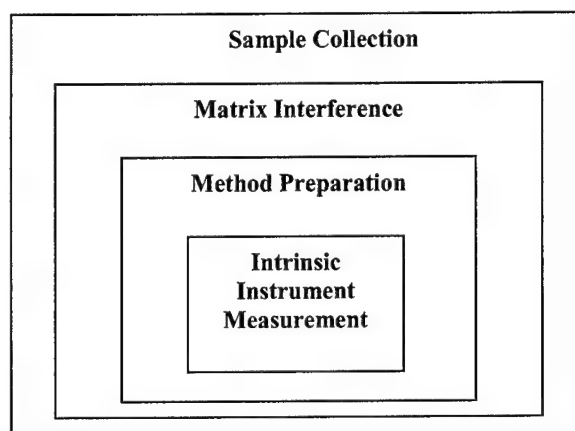 Sample Collection
Matrix Interference
Method Preparation
Intrinsic
Instrument
Measurement